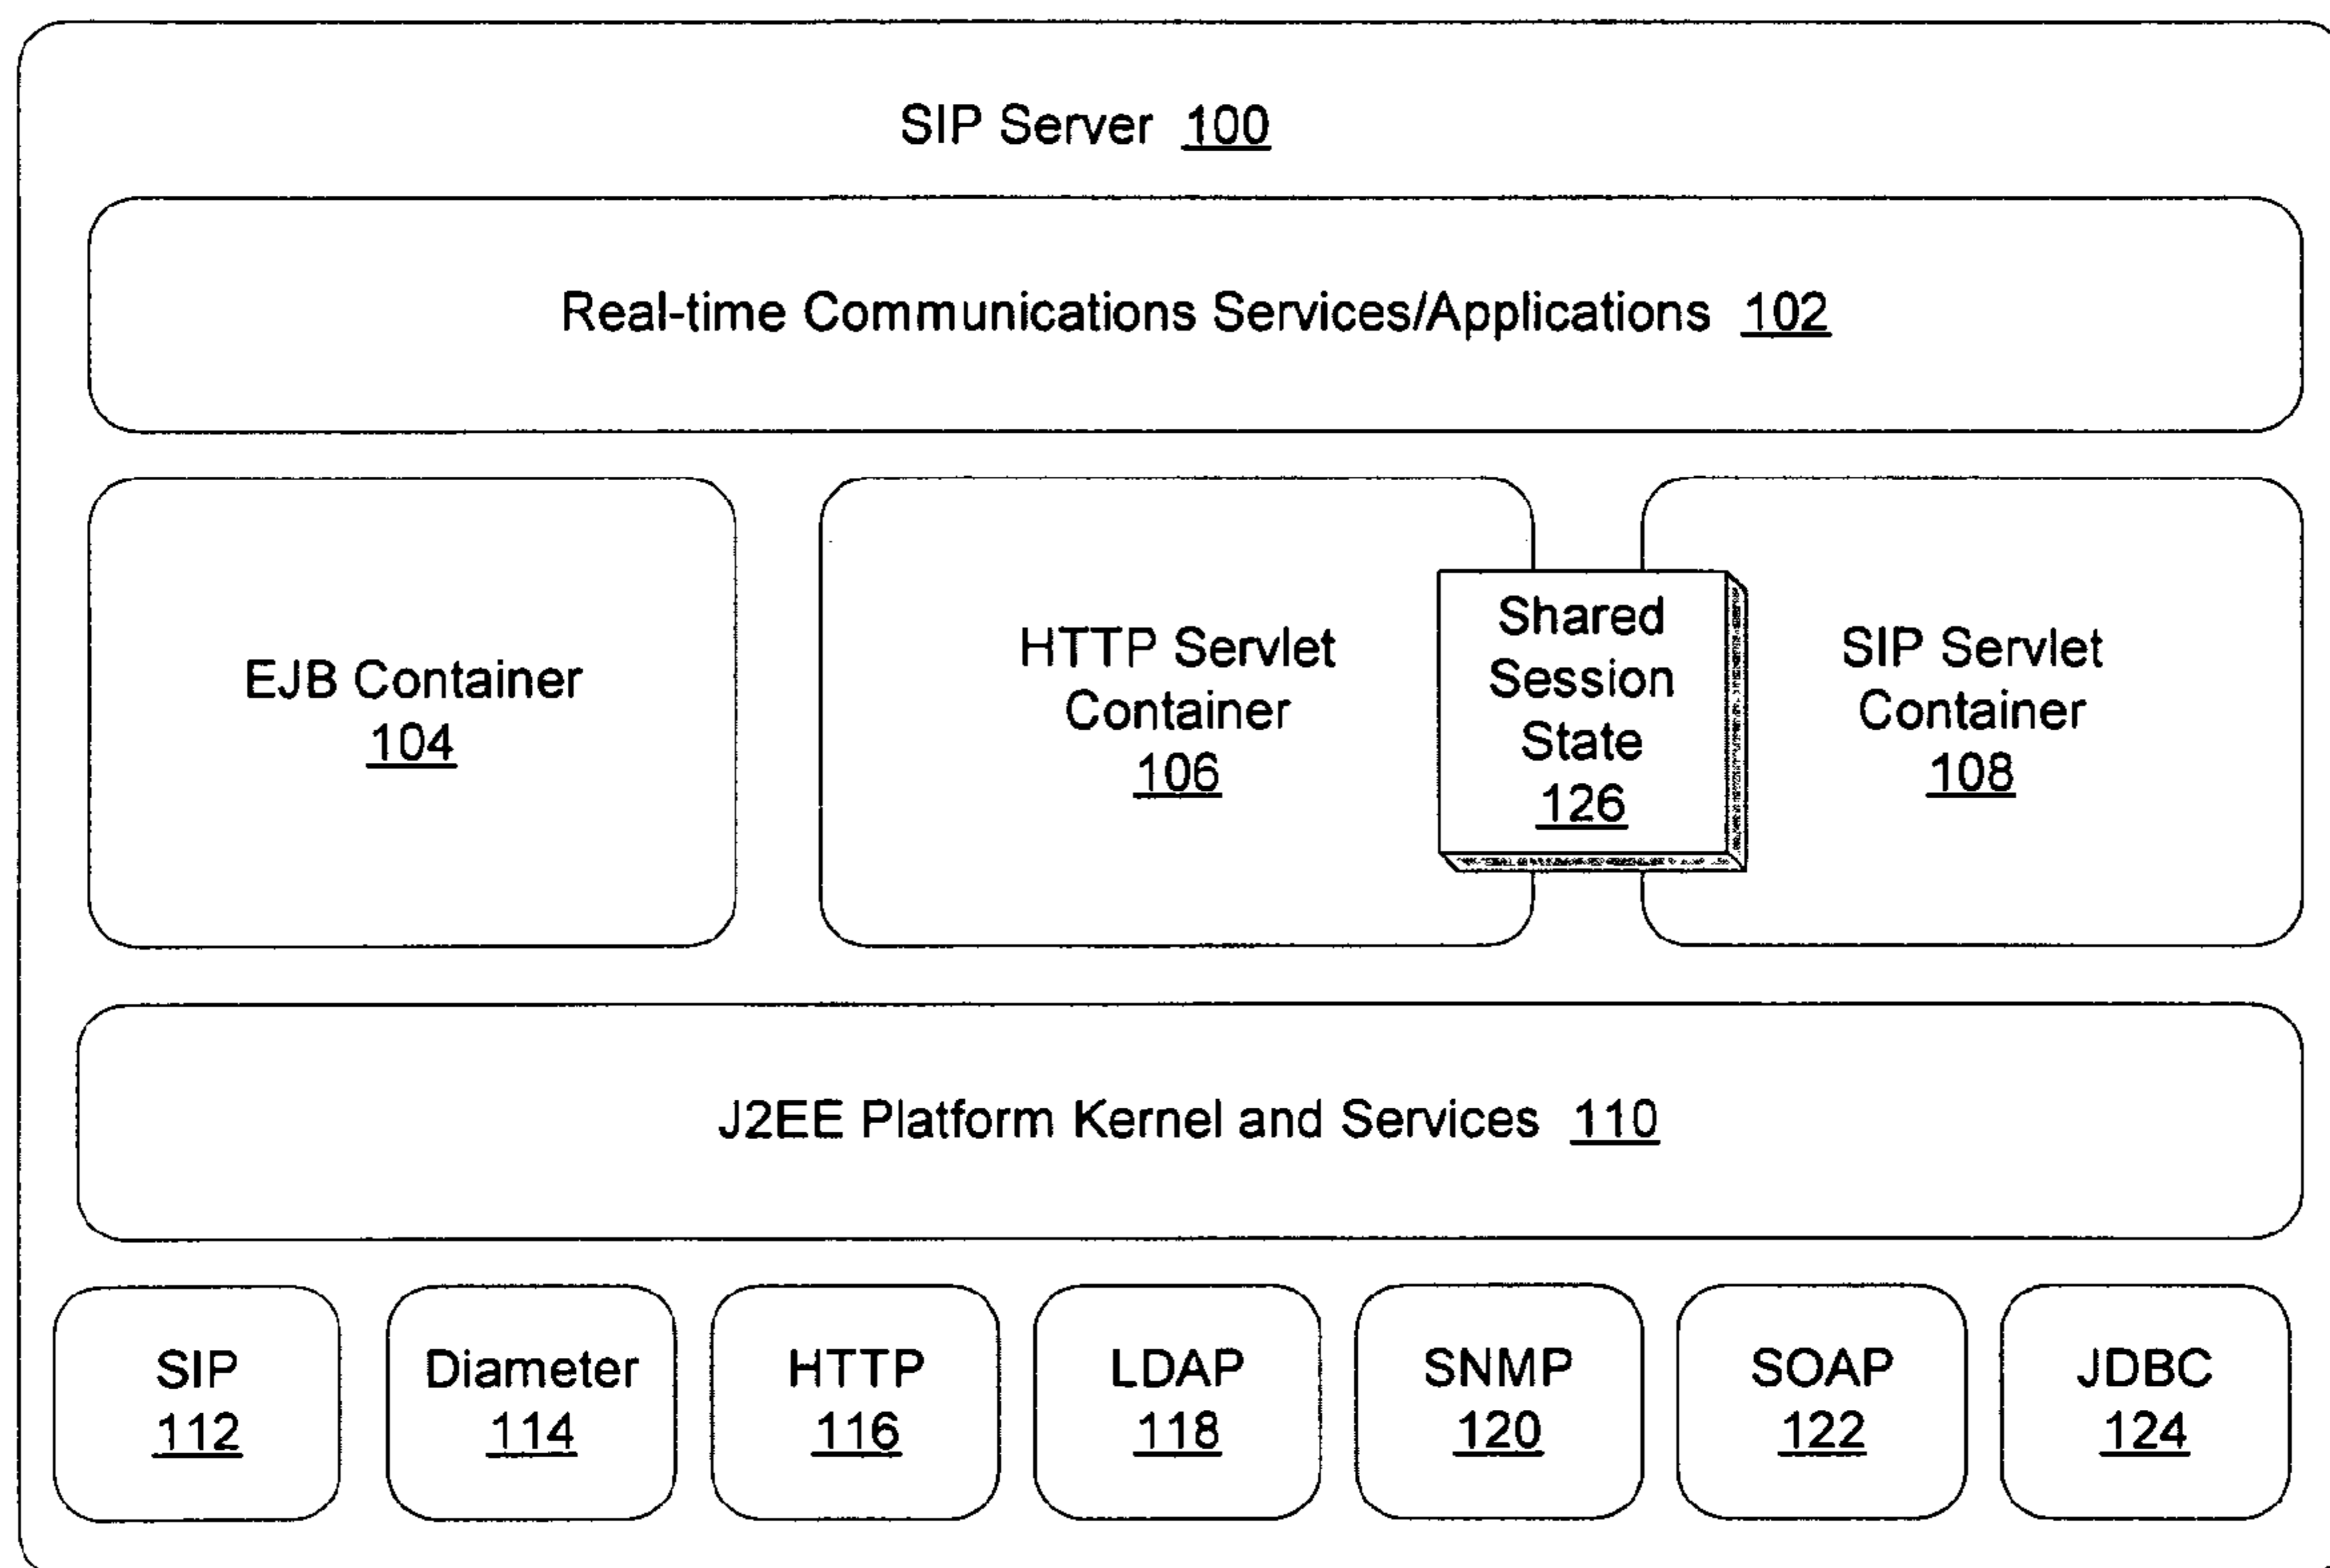 SIP Server 100
Real-time Communications Services/Applications 102
EJB Container
104
HTTP Servlet
Container
106
Shared
Session
State
126
SIP Servlet
Container
108
J2EE Platform Kernel and Services 110
SIP
112
Diameter
114
HTTP
116
LDAP
118
SNMP
120
SOAP
122
JDBC
124